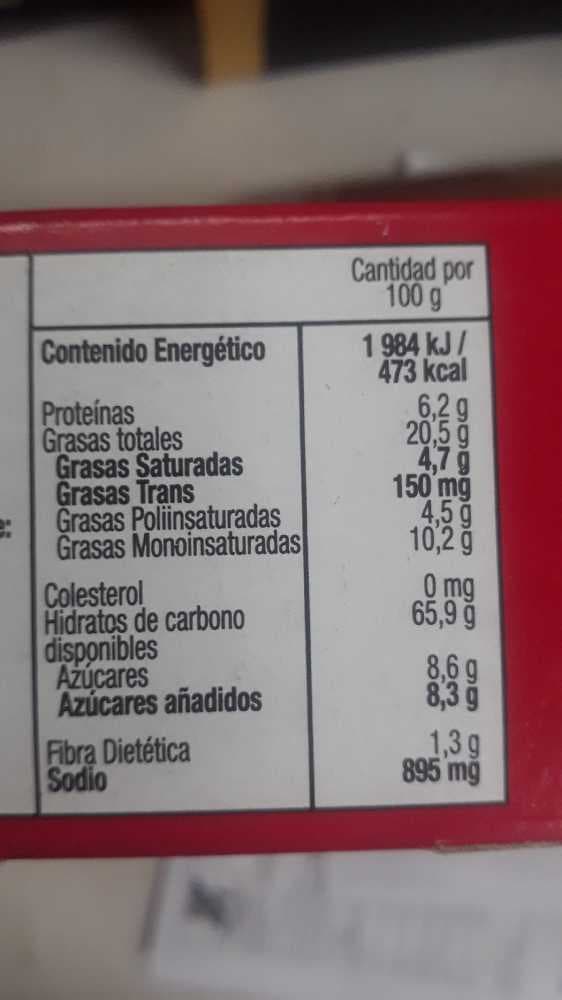 Cantidad por
100 g
Contenido Energético 1 984 kJ /
473 kcal
Proteínas 6,2 g
Grasas totales 20,5 g
Grasas Saturadas 4,7 g
Grasas Trans 150 mg
e: Grasas Poliinsaturadas 4,5 g
Grasas Monoinsaturadas 10,2 g
Colesterol 0 mg
Hidratos de carbono 65,9 g
disponibles
Azúcares 8,6 g
Azúcares añadidos 8,3 g
Fibra Dietética 1,3 g
Sodio 895 mg